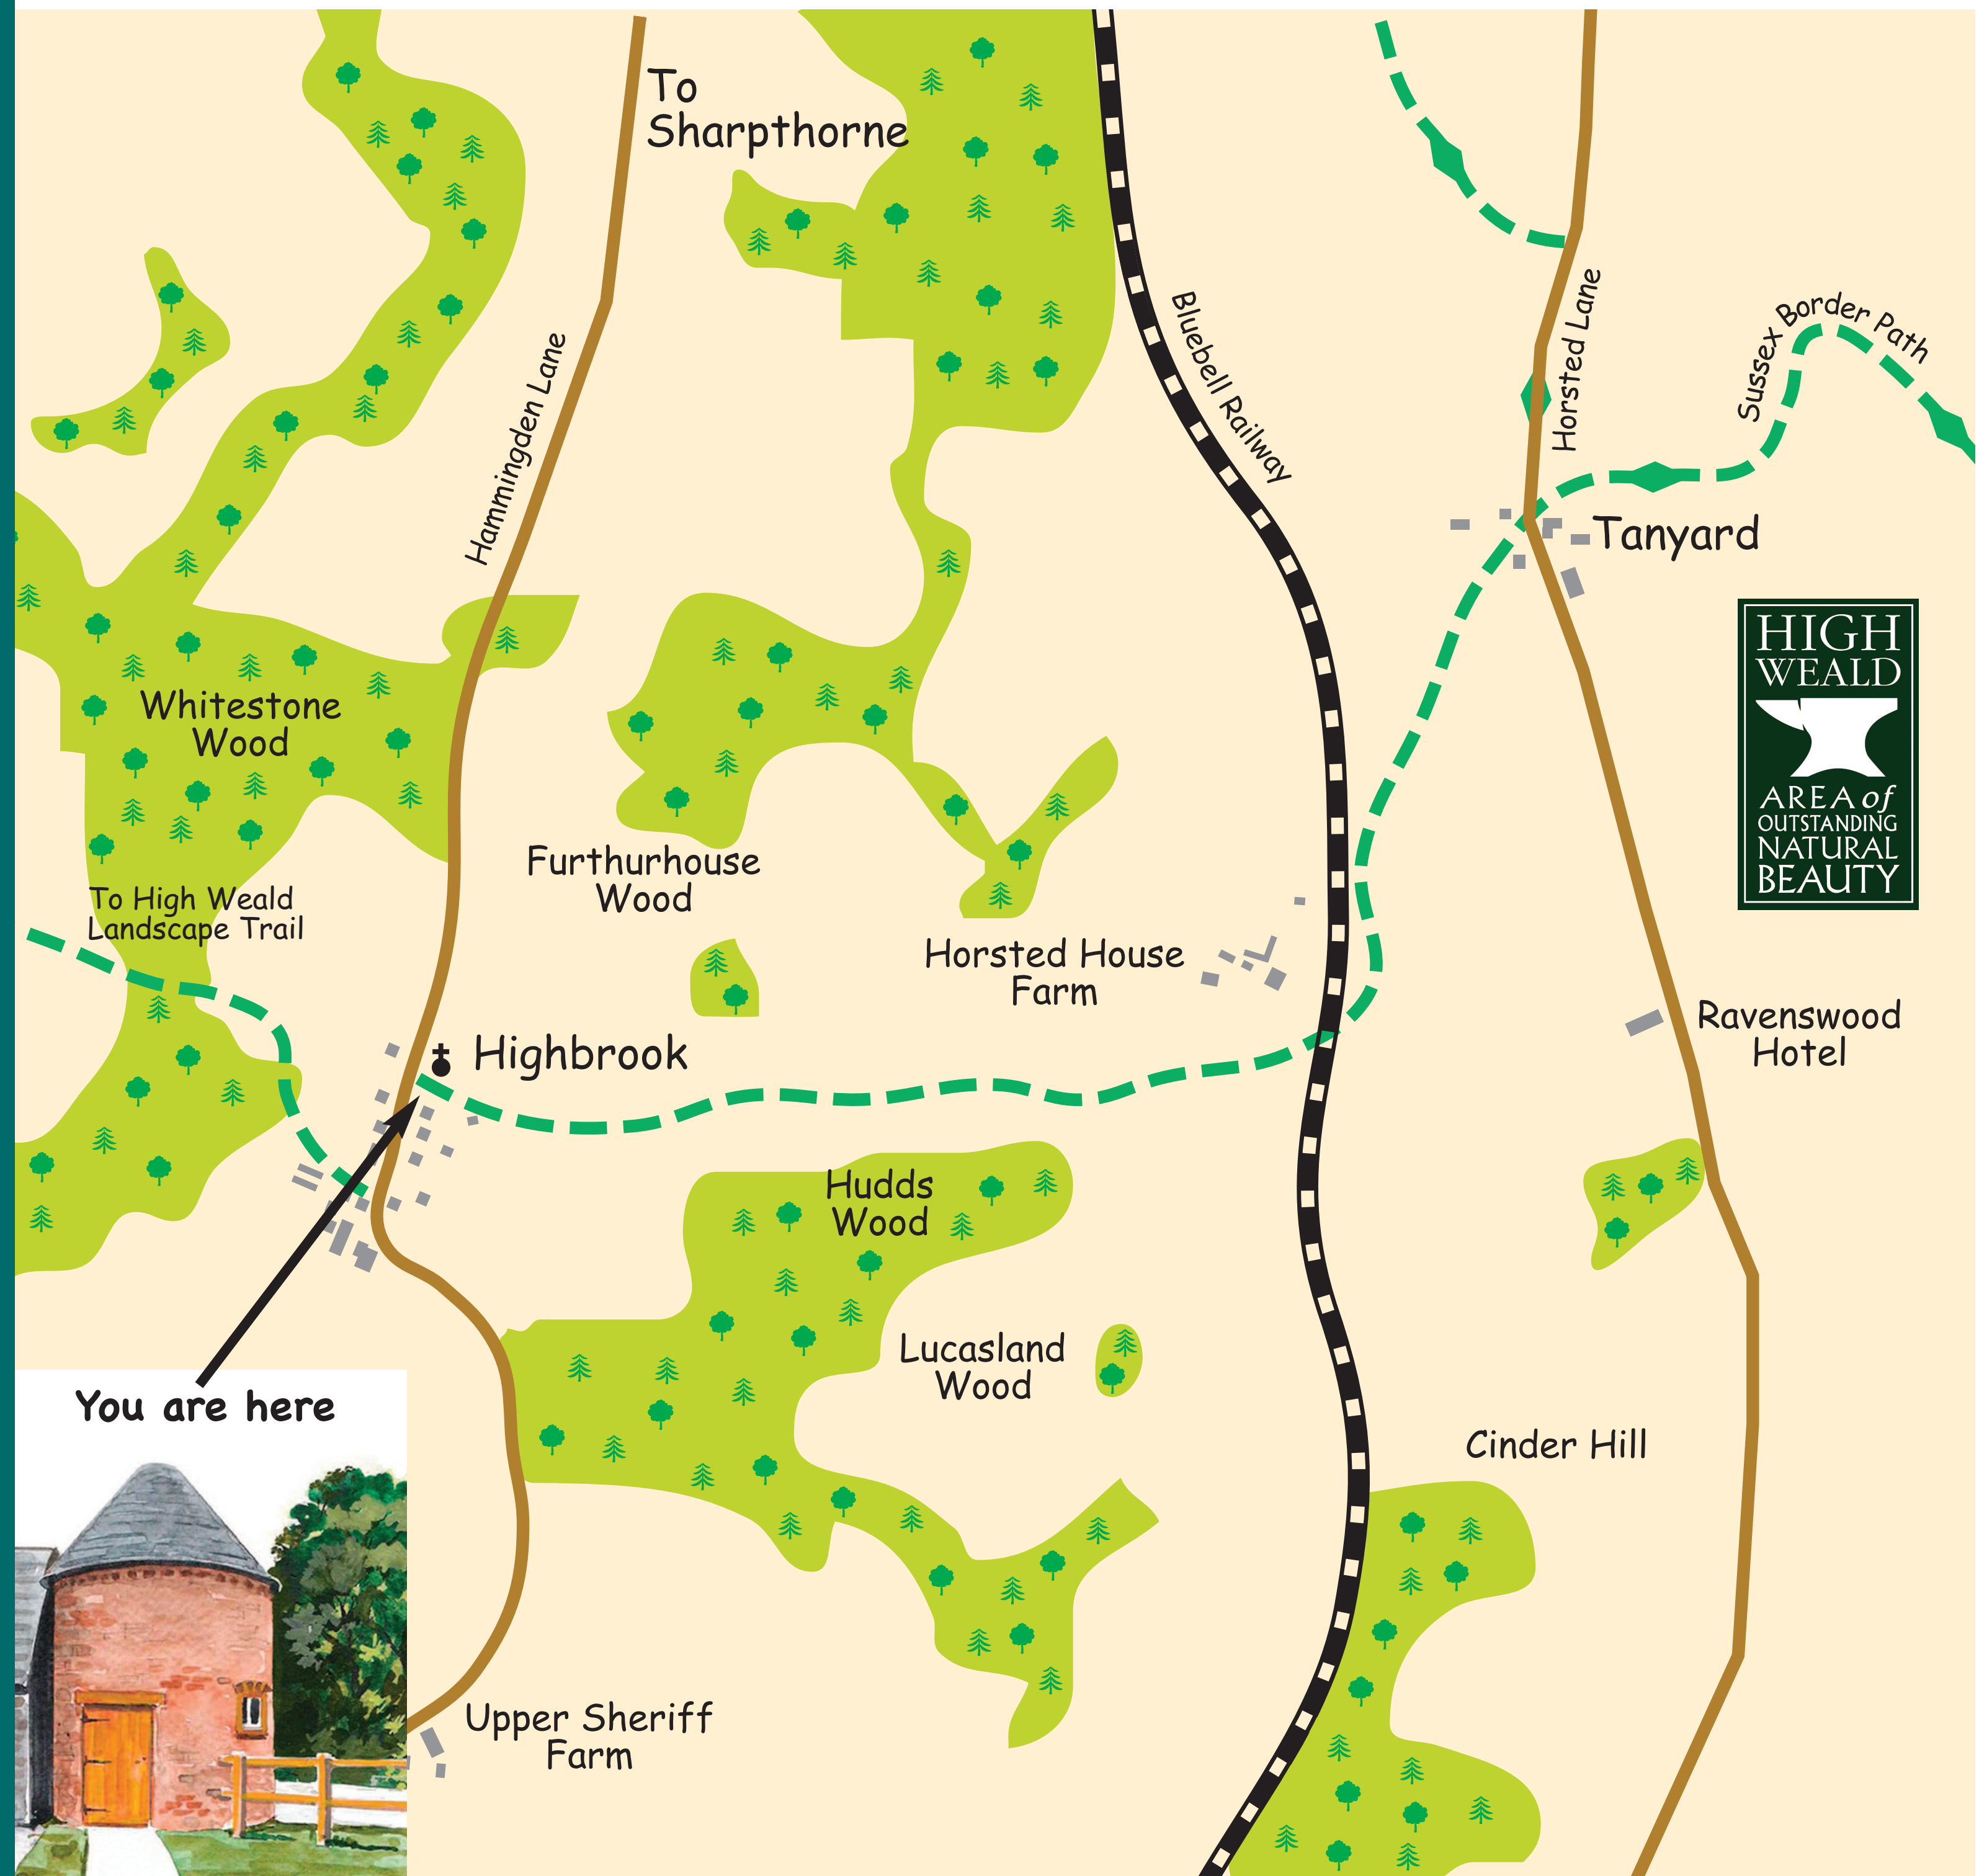 To
Sharpthorne
Hammingden Lane
Bluebell Railway
Horsted Lane
Sussex Border Path
Tanyard
HIGH
WEALD
AREA of
OUTSTANDING
NATURAL
BEAUTY
Whitestone
Wood
Furthurhouse
Wood
To High Weald
Landscape Trail
Horsted House
Farm
Ravenswood
Hotel
Highbrook
Hudds
Wood
Lucasland
Wood
You are here
Cinder Hill
Upper Sheriff
Farm